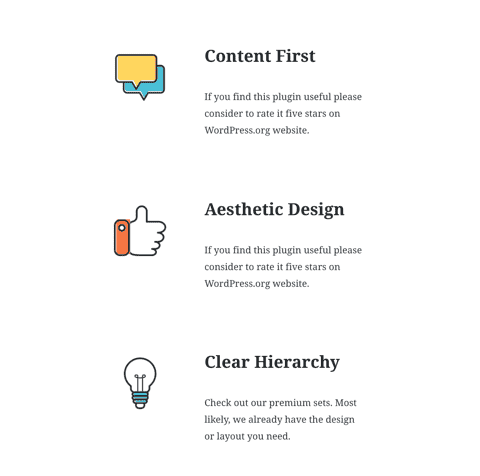 Content First
If you find this plugin useful please
consider to rate it five stars on
WordPress.org website.
Aesthetic Design
If you find this plugin useful please
consider to rate it five stars on
WordPress.org website.
Clear Hierarchy
Check out our premium sets. Most
likely, we already have the design
or layout you need.